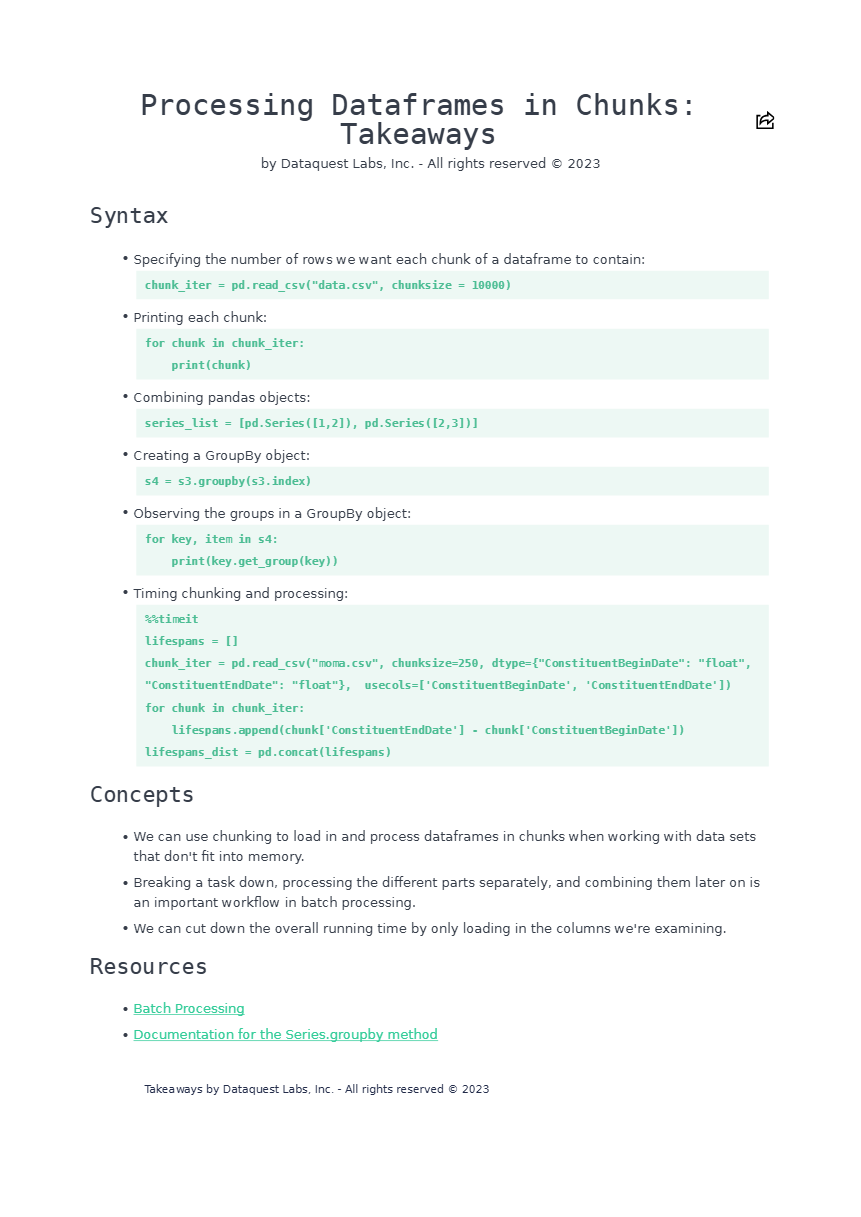 Processing Dataframes in Chunks:
Takeaways
by Dataquest Labs, Inc. - All rights reserved © 2023
Syntax
• Specifying the number of rows we want each chunk of a dataframe to contain:
chunk_iter = pd.read_csv("data.csv", chunksize = 10000)
• Printing each chunk:
for chunk in chunk_iter:
    print(chunk)
• Combining pandas objects:
series_list = [pd.Series([1,2]), pd.Series([2,3])]
• Creating a GroupBy object:
s4 = s3.groupby(s3.index)
• Observing the groups in a GroupBy object:
for key, item in s4:
    print(key.get_group(key))
• Timing chunking and processing:
%%timeit
lifespans = []
chunk_iter = pd.read_csv("moma.csv", chunksize=250, dtype={"ConstituentBeginDate": "float",
"ConstituentEndDate": "float"},  usecols=['ConstituentBeginDate', 'ConstituentEndDate'])
for chunk in chunk_iter:
    lifespans.append(chunk['ConstituentEndDate'] - chunk['ConstituentBeginDate'])
lifespans_dist = pd.concat(lifespans)
Concepts
• We can use chunking to load in and process dataframes in chunks when working with data sets
that don't fit into memory.
• Breaking a task down, processing the different parts separately, and combining them later on is
an important workflow in batch processing.
• We can cut down the overall running time by only loading in the columns we're examining.
Resources
• Batch Processing
• Documentation for the Series.groupby method
Takeaways by Dataquest Labs, Inc. - All rights reserved © 2023